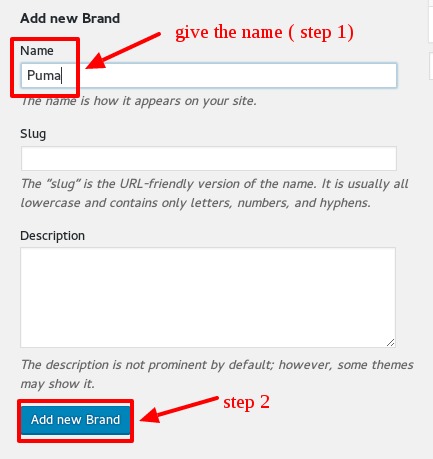 Add new Brand
give the name ( step 1)
Name
Puma
The name is how it appears on your site.
Slug
The “slug” is the URL-friendly version of the name. It is usually all
lowercase and contains only letters, numbers, and hyphens.
Description
The description is not prominent by default; however, some themes
may show it.
step 2
Add new Brand